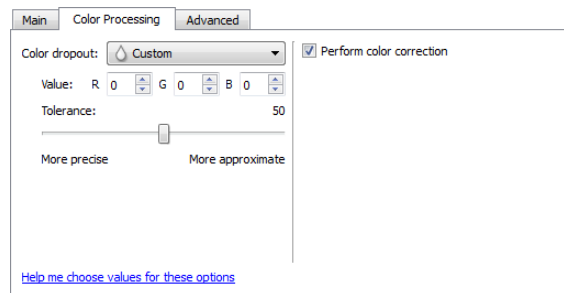 Main Color Processing Advanced
Color dropout: Custom
Perform color correction
Value: R 0 G 0 B 0
Tolerance: 50
More precise More approximate
Help me choose values for these options